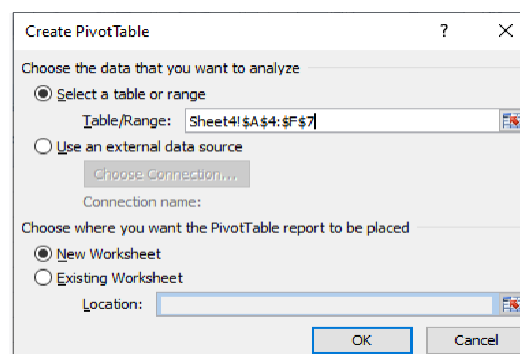 Create PivotTable ? X
Choose the data that you want to analyze
Select a table or range
Table/Range: Sheet4!$A$4:$F$7
Use an external data source
Choose Connection...
Connection name:
Choose where you want the PivotTable report to be placed
New Worksheet
Existing Worksheet
Location:
OK Cancel